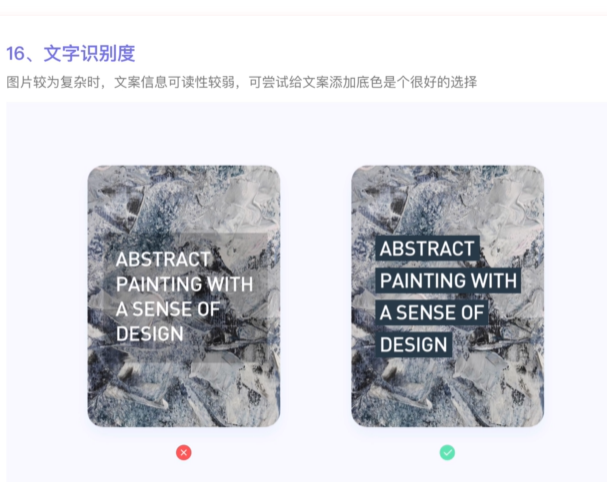 16、文字识别度
图片较为复杂时，文案信息可读性较弱，可尝试给文案添加底色是个很好的选择
ABSTRACT
PAINTING WITH
A SENSE OF
DESIGN
ABSTRACT
PAINTING WITH
A SENSE OF
DESIGN